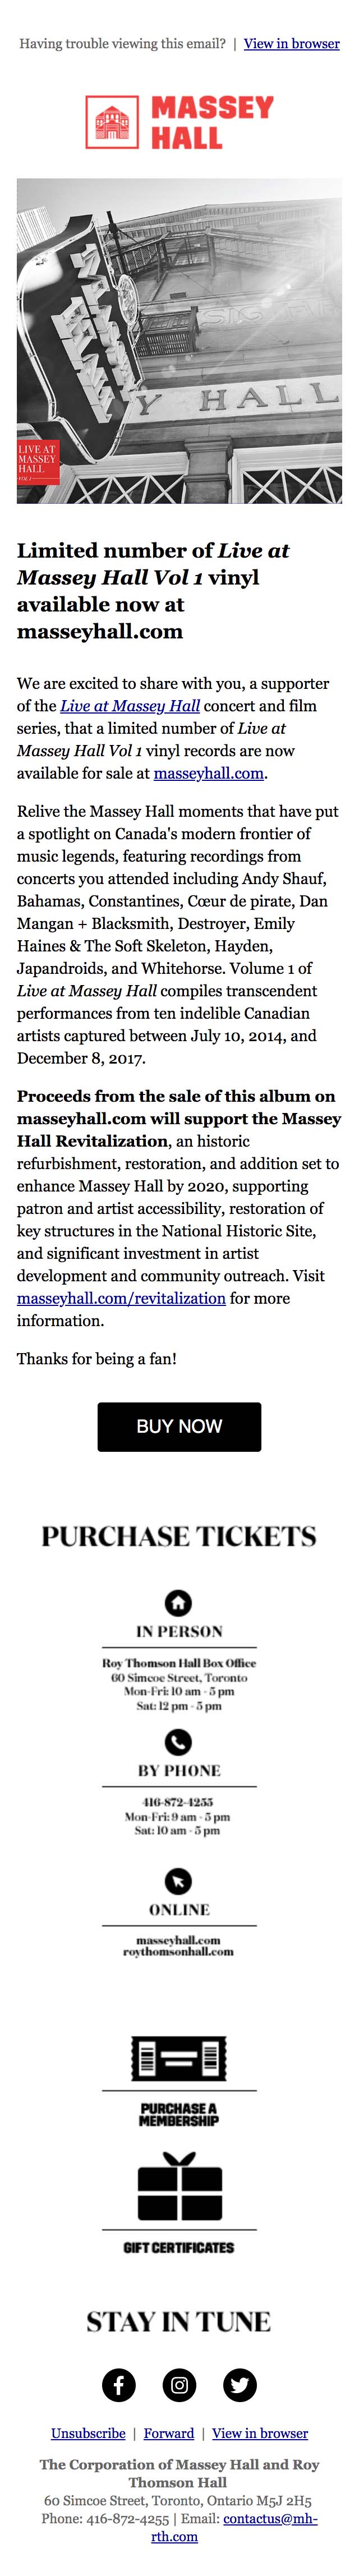 Having trouble viewing this email? | View in browser
MASSEY
HALL
Y HALL
LIVE AT
MASSEY
HALL
VOL 1
Limited number of Live at
Massey Hall Vol 1 vinyl
available now at
masseyhall.com
We are excited to share with you, a supporter
of the Live at Massey Hall concert and film
series, that a limited number of Live at
Massey Hall Vol 1 vinyl records are now
available for sale at masseyhall.com.
Relive the Massey Hall moments that have put
a spotlight on Canada's modern frontier of
music legends, featuring recordings from
concerts you attended including Andy Shauf,
Bahamas, Constantines, Cœur de pirate, Dan
Mangan + Blacksmith, Destroyer, Emily
Haines & The Soft Skeleton, Hayden,
Japandroids, and Whitehorse. Volume 1 of
Live at Massey Hall compiles transcendent
performances from ten indelible Canadian
artists captured between July 10, 2014, and
December 8, 2017.
Proceeds from the sale of this album on
masseyhall.com will support the Massey
Hall Revitalization, an historic
refurbishment, restoration, and addition set to
enhance Massey Hall by 2020, supporting
patron and artist accessibility, restoration of
key structures in the National Historic Site,
and significant investment in artist
development and community outreach. Visit
masseyhall.com/revitalization for more
information.
Thanks for being a fan!
BUY NOW
PURCHASE TICKETS
IN PERSON
Roy Thomson Hall Box Office
60 Simcoe Street, Toronto
Mon-Fri: 10 am - 5 pm
Sat: 12 pm - 5 pm
BY PHONE
416-872-4255
Mon-Fri: 9 am - 5 pm
Sat: 10 am - 5 pm
ONLINE
masseyhall.com
roythomsonhall.com
PURCHASE A
MEMBERSHIP
GIFT CERTIFICATES
STAY IN TUNE
Unsubscribe | Forward | View in browser
The Corporation of Massey Hall and Roy
Thomson Hall
60 Simcoe Street, Toronto, Ontario M5J 2H5
Phone: 416-872-4255 | Email: contactus@mh-
rth.com